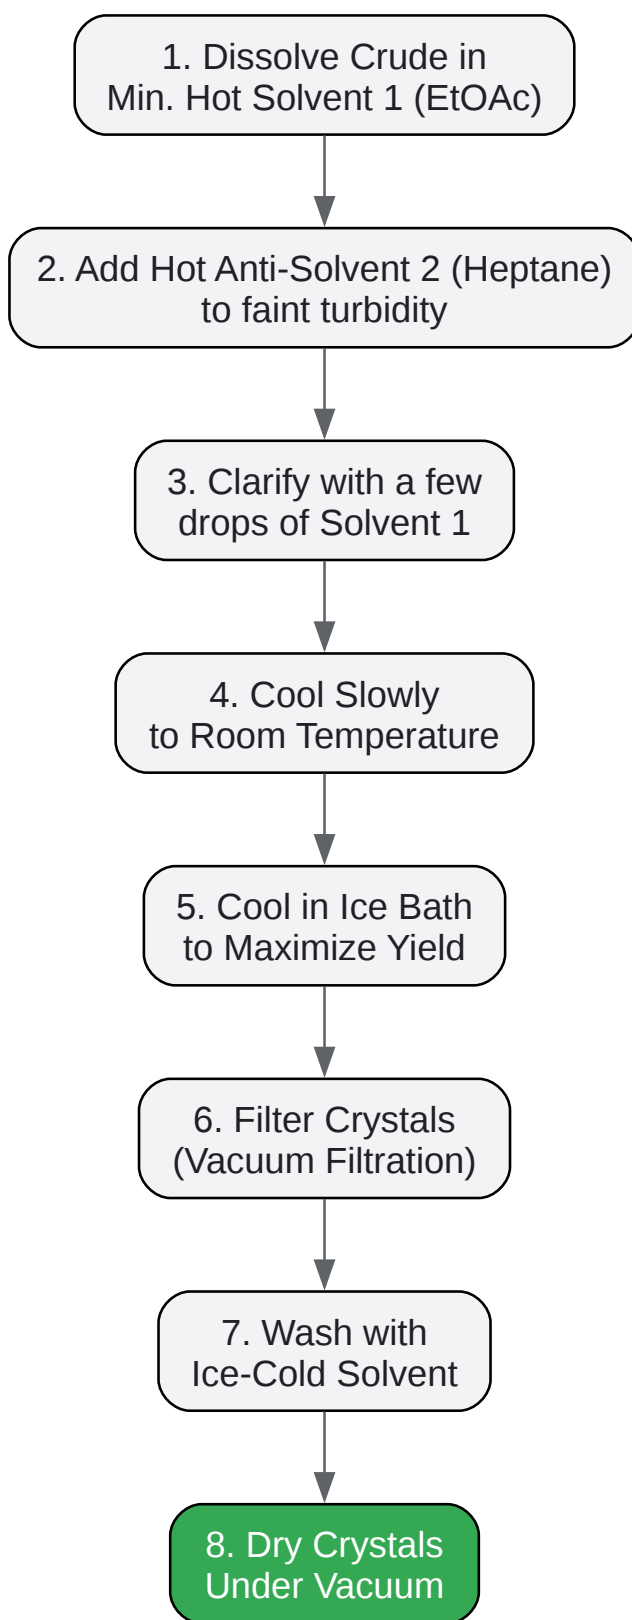 1. Dissolve Crude in
Min. Hot Solvent 1 (EtOAc)
2. Add Hot Anti-Solvent 2 (Heptane)
to faint turbidity
3. Clarify with a few
drops of Solvent 1
4. Cool Slowly
to Room Temperature
5. Cool in Ice Bath
to Maximize Yield
6. Filter Crystals
(Vacuum Filtration)
7. Wash with
Ice-Cold Solvent
8. Dry Crystals
Under Vacuum